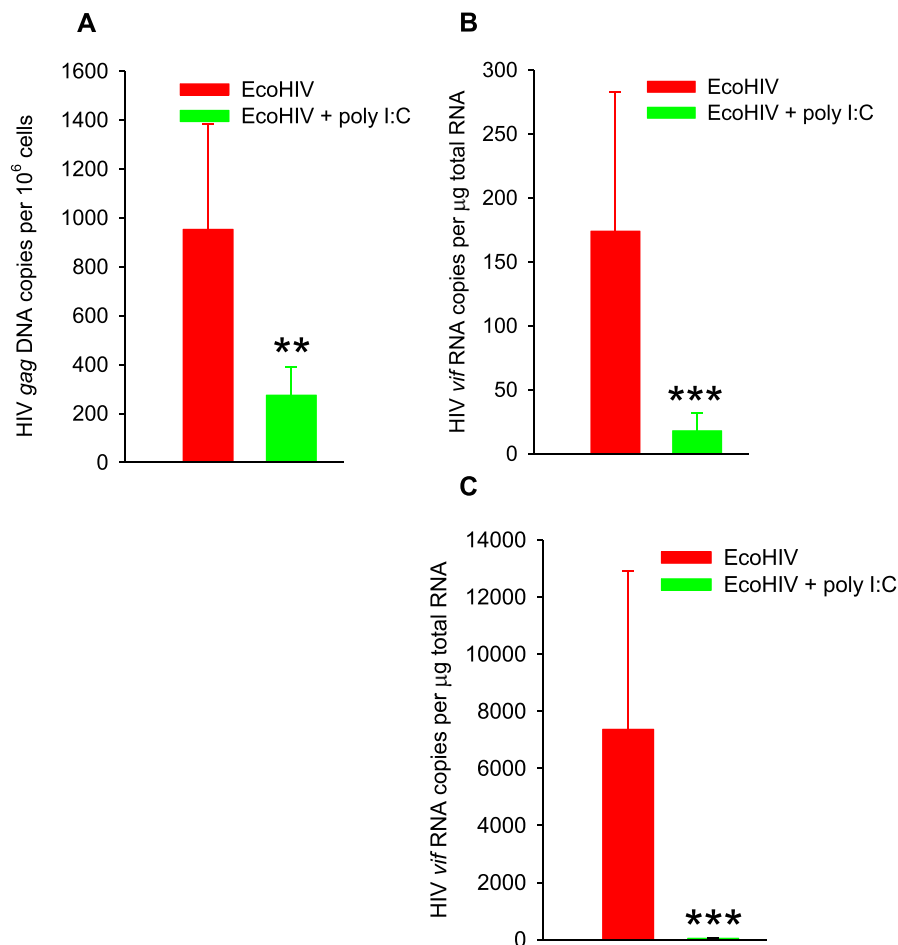 A
HIV gag DNA copies per 10⁶ cells
1600
1400
1200
1000
800
600
400
200
0
EcoHIV
EcoHIV + poly I:C
**
B
HIV vif RNA copies per µg total RNA
300
250
200
150
100
50
0
EcoHIV
EcoHIV + poly I:C
***
C
HIV vif RNA copies per µg total RNA
14000
12000
10000
8000
6000
4000
2000
0
EcoHIV
EcoHIV + poly I:C
***